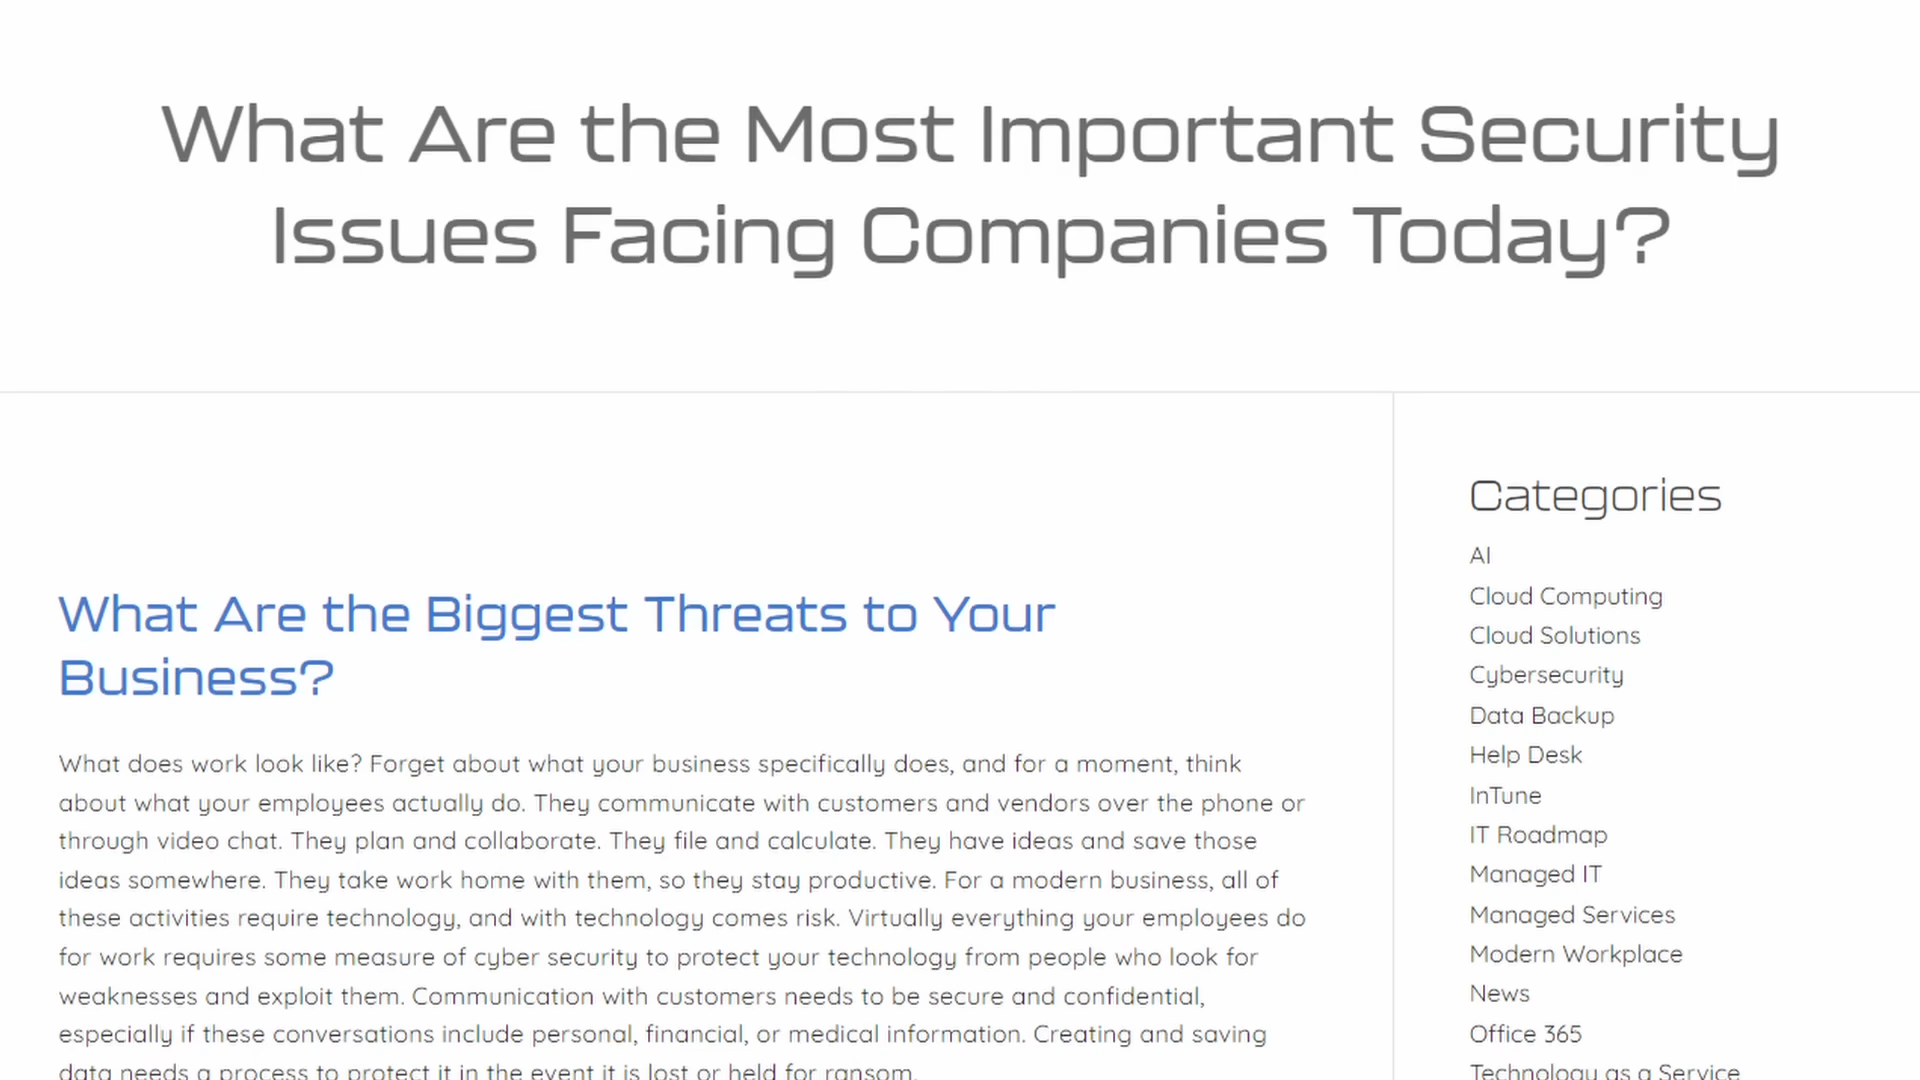 What Are the Most Important Security
Issues Facing Companies Today?
What Are the Biggest Threats to Your
Business?
What does work look like? Forget about what your business specifically does, and for a moment, think
about what your employees actually do. They communicate with customers and vendors over the phone or
through video chat. They plan and collaborate. They file and calculate. They have ideas and save those
ideas somewhere. They take work home with them, so they stay productive. For a modern business, all of
these activities require technology, and with technology comes risk. Virtually everything your employees do
for work requires some measure of cyber security to protect your technology from people who look for
weaknesses and exploit them. Communication with customers needs to be secure and confidential,
especially if these conversations include personal, financial, or medical information. Creating and saving
data needs a process to protect it in the event it is lost or held for ransom.
Categories
AI
Cloud Computing
Cloud Solutions
Cybersecurity
Data Backup
Help Desk
InTune
IT Roadmap
Managed IT
Managed Services
Modern Workplace
News
Office 365
Technology as a Service